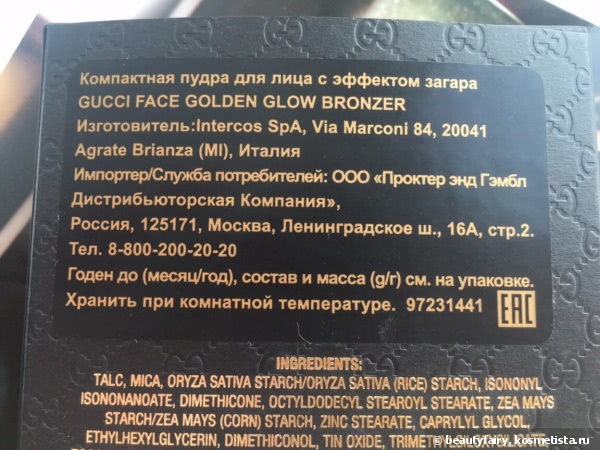 Компактная пудра для лица с эффектом загара
GUCCI FACE GOLDEN GLOW BRONZER
Изготовитель:Intercos SpA, Via Marconi 84, 20041
Agrate Brianza (MI), Италия
Импортер/Служба потребителей: ООО «Проктер энд Гэмбл
Дистрибьюторская Компания»,
Россия, 125171, Москва, Ленинградское ш., 16А, стр.2.
Тел. 8-800-200-20-20
Годен до (месяц/год), состав и масса (g/г) см. на упаковке.
Хранить при комнатной температуре. 97231441 EAC
INGREDIENTS:
TALC, MICA, ORYZA SATIVA STARCH/ORYZA SATIVA (RICE) STARCH, ISONONYL
ISONONANOATE, DIMETHICONE, OCTYLDODECYL STEAROYL STEARATE, ZEA MAYS
STARCH/ZEA MAYS (CORN) STARCH, ZINC STEARATE, CAPRYLYL GLYCOL,
ETHYLHEXYLGLYCERIN, DIMETHICONOL, TIN OXIDE,
© beautyfairy, kosmetista.ru